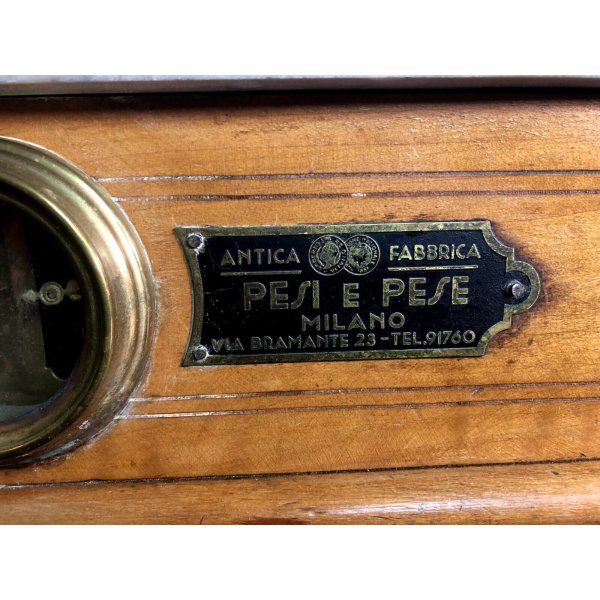 ANTICA FABBRICA
PESI E PESE
MILANO
VIA BRAMANTE 23-TEL.91760